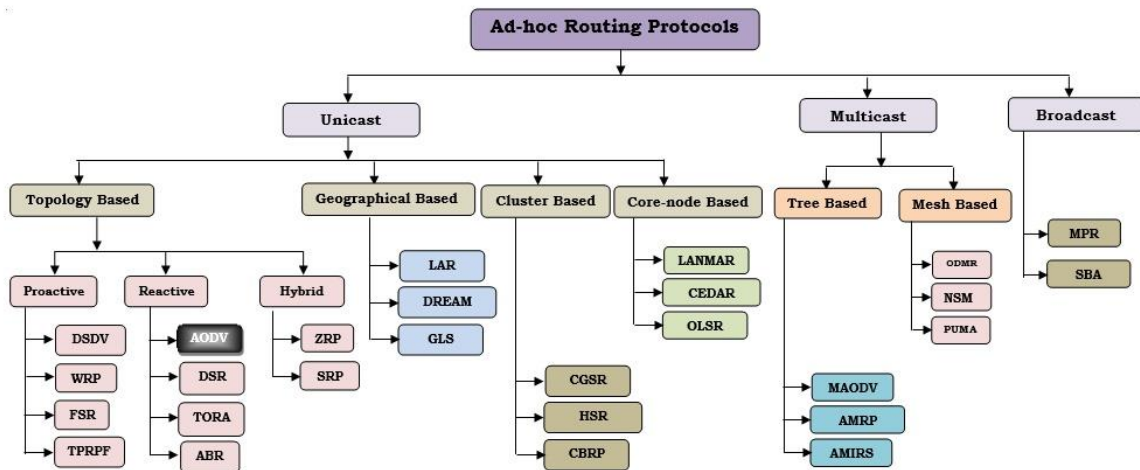 Ad-hoc Routing Protocols
Unicast
Multicast
Broadcast
Topology Based
Geographical Based
Cluster Based
Core-node Based
Tree Based
Mesh Based
Proactive
Reactive
Hybrid
DSDV
WRP
FSR
TPRPF
AODV
DSR
TORA
ABR
ZRP
SRP
LAR
DREAM
GLS
CGSR
HSR
CBRP
LANMAR
CEDAR
OLSR
MAODV
AMRP
AMIRS
ODMR
NSM
PUMA
MPR
SBA